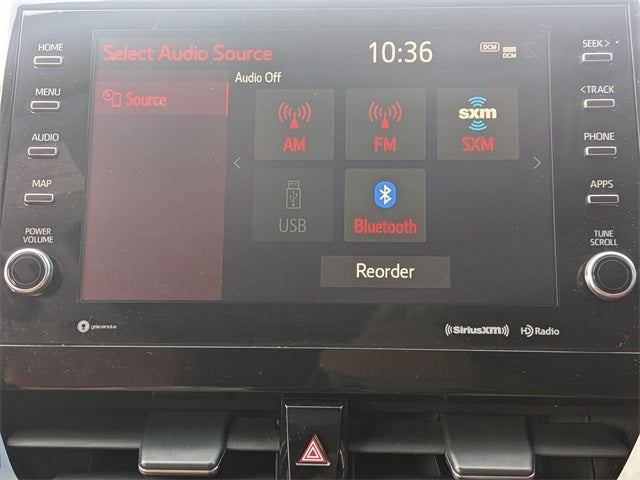 HOME
MENU
AUDIO
MAP
POWER
VOLUME
Select Audio Source
10:36
DCM
DCM
Audio Off
Source
AM
FM
sxm
SXM
USB
Bluetooth
<
>
Reorder
SEEK >
< TRACK
PHONE
APPS
TUNE
SCROLL
gracenote
((SiriusXM))
HD Radio